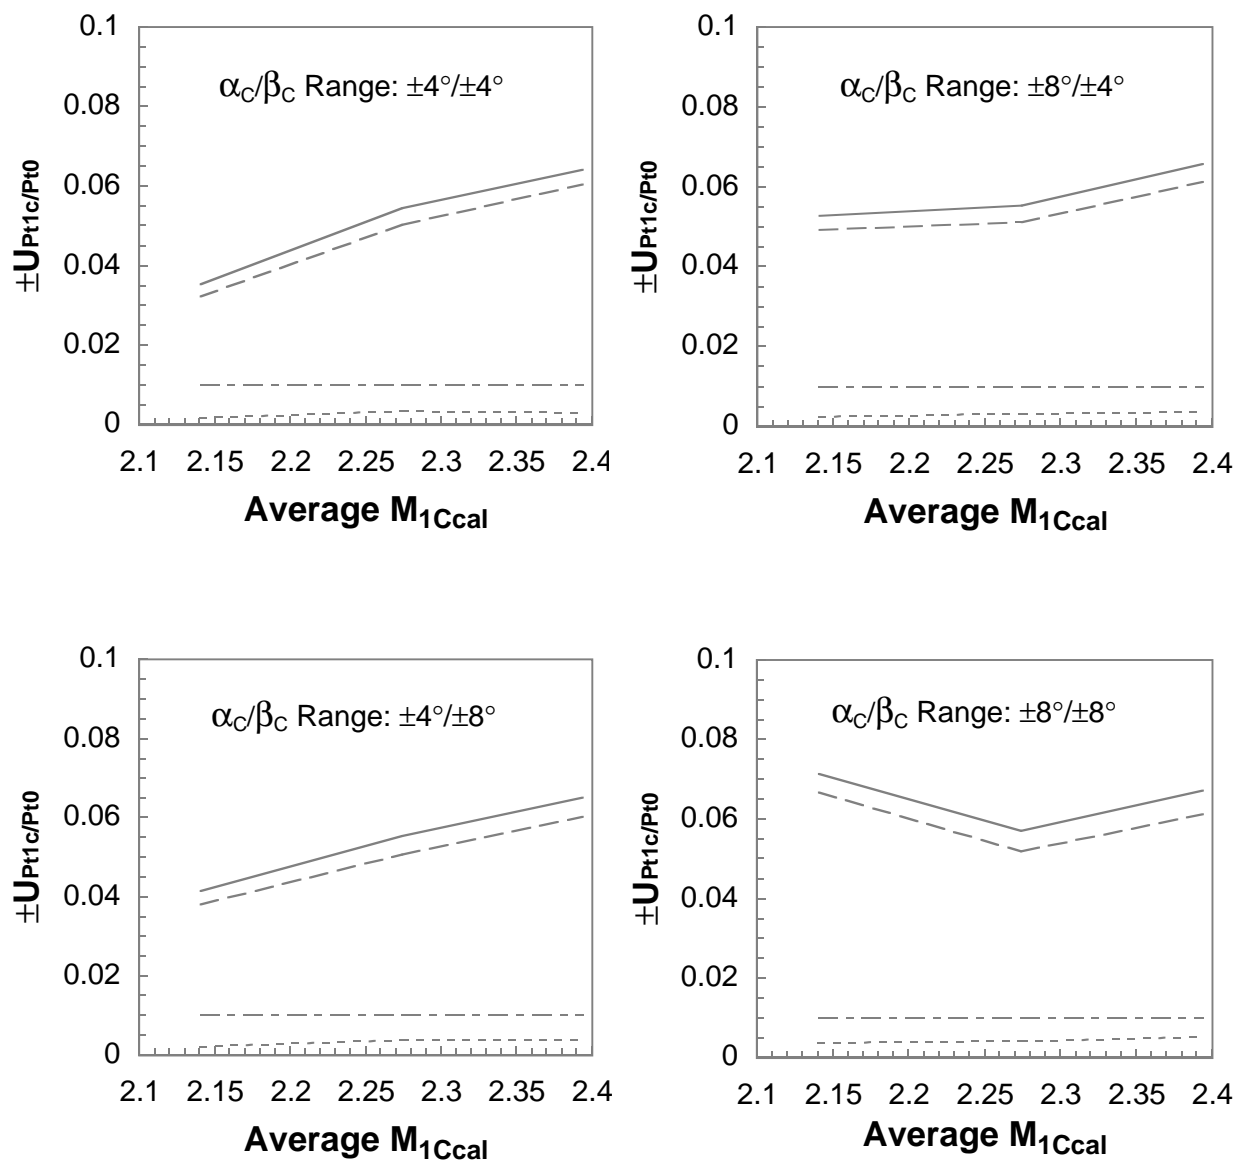 0.1
0.08
0.06
0.04
0.02
0
αC/βC Range: ±4°/±4°
±UPt1c/Pt0
2.1 2.15 2.2 2.25 2.3 2.35 2.4
Average M1Ccal
0.1
0.08
0.06
0.04
0.02
0
αC/βC Range: ±8°/±4°
±UPt1c/Pt0
2.1 2.15 2.2 2.25 2.3 2.35 2.4
Average M1Ccal
0.1
0.08
0.06
0.04
0.02
0
αC/βC Range: ±4°/±8°
±UPt1c/Pt0
2.1 2.15 2.2 2.25 2.3 2.35 2.4
Average M1Ccal
0.1
0.08
0.06
0.04
0.02
0
αC/βC Range: ±8°/±8°
±UPt1c/Pt0
2.1 2.15 2.2 2.25 2.3 2.35 2.4
Average M1Ccal